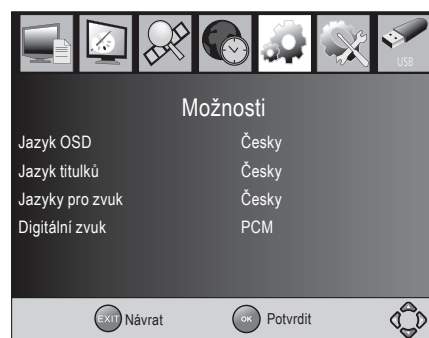 USB
Možnosti
Jazyk OSD Česky
Jazyk titulků Česky
Jazyky pro zvuk Česky
Digitální zvuk PCM
EXIT Návrat OK Potvrdit